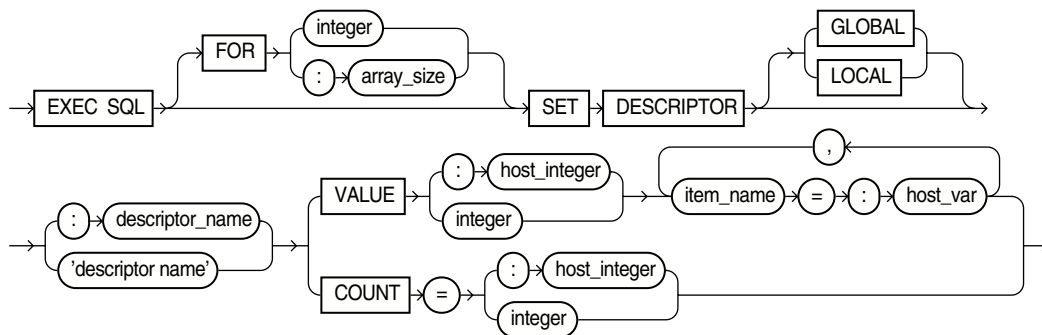 integer
GLOBAL
FOR
: array_size
LOCAL
EXEC SQL SET DESCRIPTOR
,
: host_integer
VALUE item_name = : host_var
: descriptor_name integer
'descriptor name'
: host_integer
COUNT =
integer